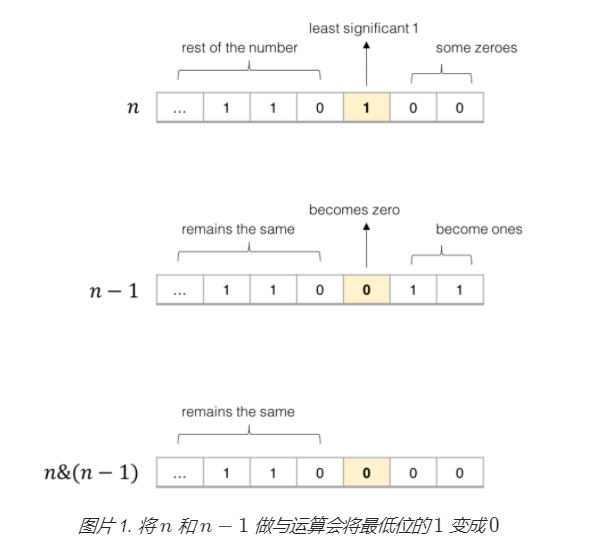 least significant 1
rest of the number
some zeroes
n ... 1 1 0 1 0 0
becomes zero
remains the same
become ones
n − 1 ... 1 1 0 0 1 1
remains the same
n&(n − 1) ... 1 1 0 0 0 0
图片 1. 将 n 和 n − 1 做与运算会将最低位的 1 变成 0